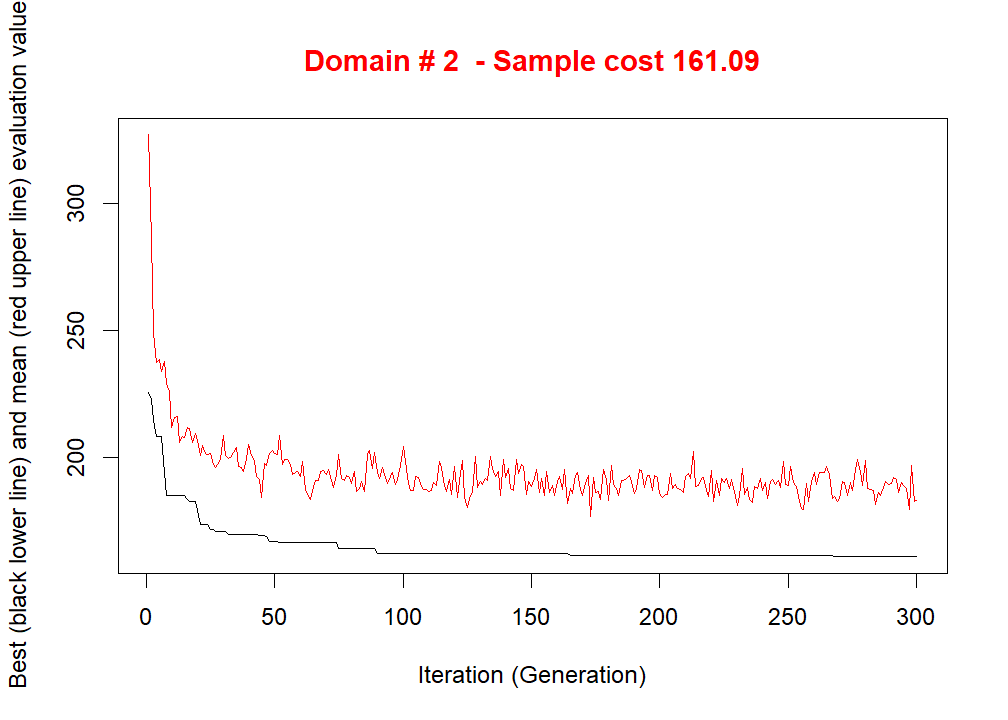 Domain # 2  - Sample cost 161.09
Best (black lower line) and mean (red upper line) evaluation value
300
250
200
0 50 100 150 200 250 300
Iteration (Generation)